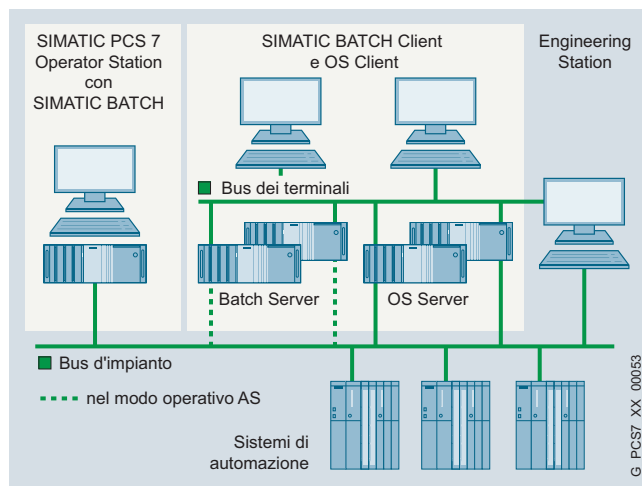 SIMATIC PCS 7
Operator Station
con
SIMATIC BATCH
SIMATIC BATCH Client
e OS Client
Engineering
Station
Bus dei terminali
Batch Server
OS Server
Bus d'impianto
nel modo operativo AS
Sistemi di
automazione
G_PCS7_XX_00053